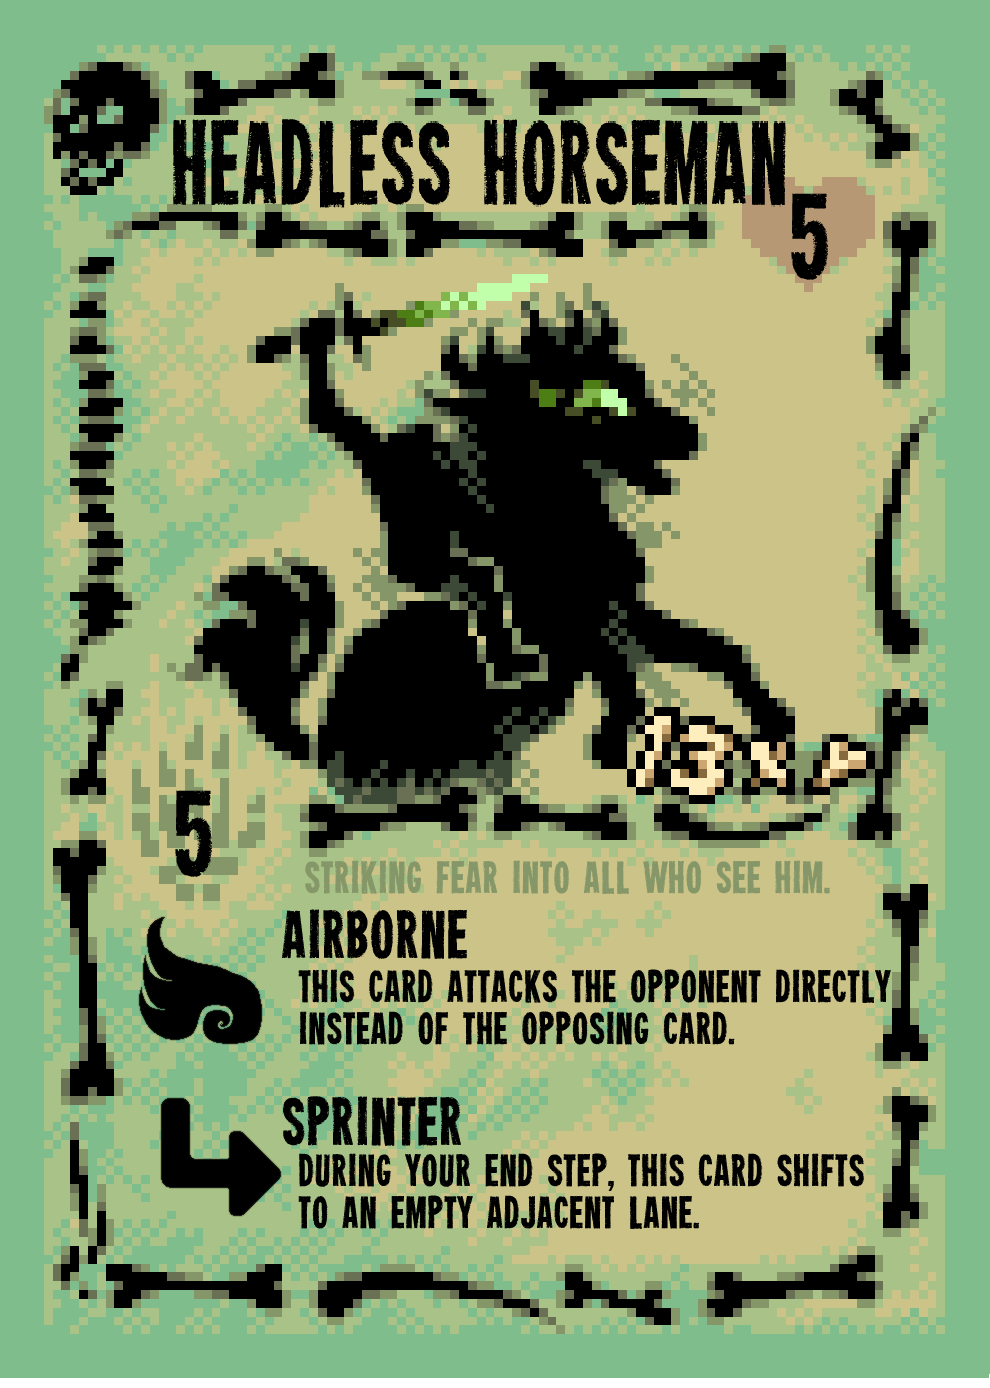 HEADLESS HORSEMAN
5
13X
5
STRIKING FEAR INTO ALL WHO SEE HIM.
AIRBORNE
THIS CARD ATTACKS THE OPPONENT DIRECTLY
INSTEAD OF THE OPPOSING CARD.
SPRINTER
DURING YOUR END STEP, THIS CARD SHIFTS
TO AN EMPTY ADJACENT LANE.